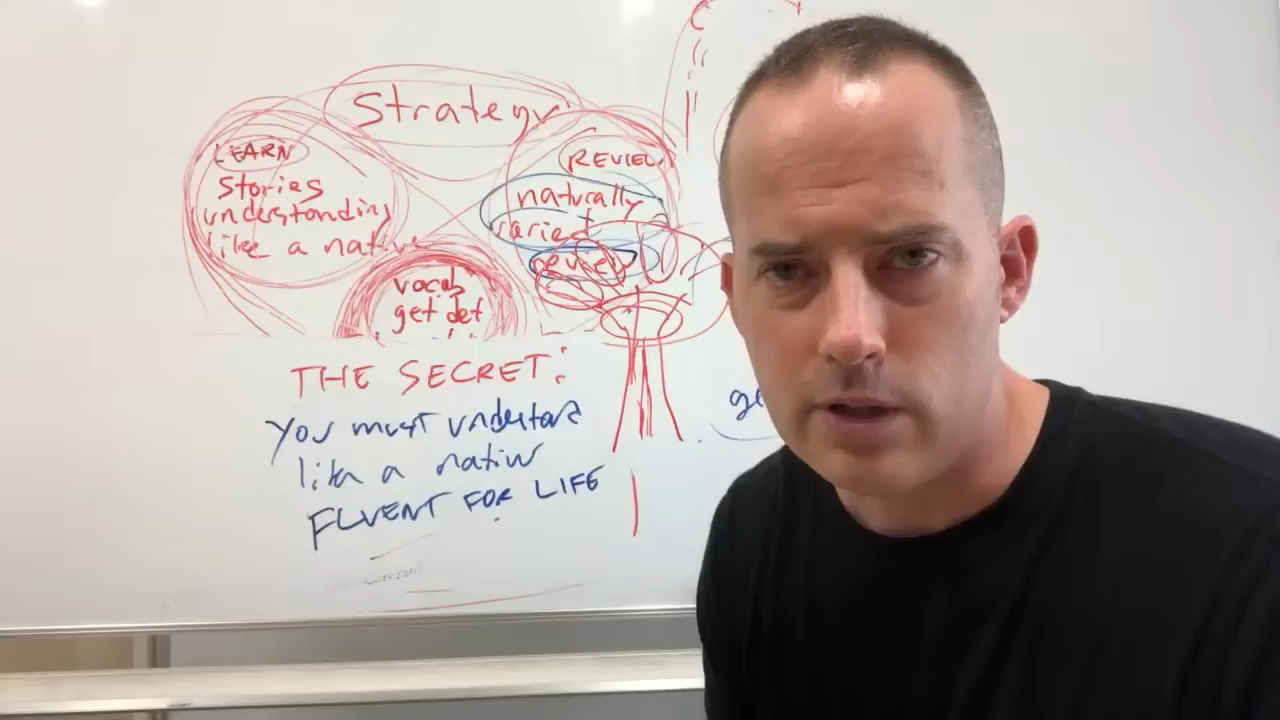 Strategy
LEARN
stories
understanding
like a native
REVIEW
naturally
varied
review
vocab
get def
THE SECRET:
You must understand
like a native
FLUENT FOR LIFE